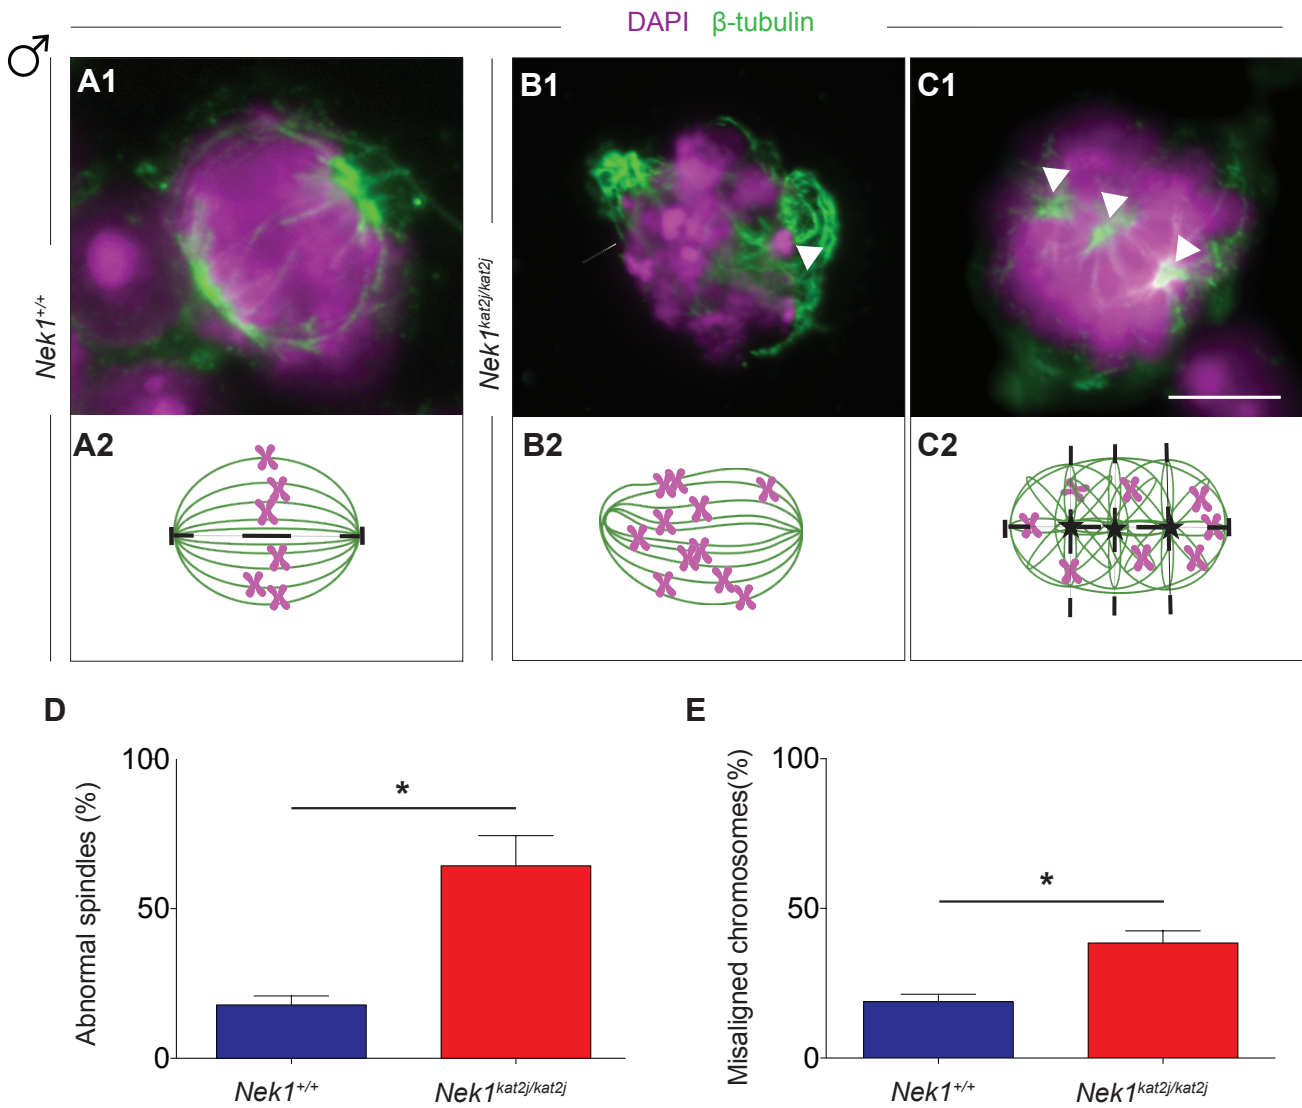 DAPI β-tubulin
♂
Nek1+/+
A1
Nek1kat2j/kat2j
B1
C1
A2
B2
C2
D
Abnormal spindles (%)
100
*
50
0
Nek1+/+ Nek1kat2j/kat2j
E
Misaligned chromosomes(%)
100
*
50
0
Nek1+/+ Nek1kat2j/kat2j